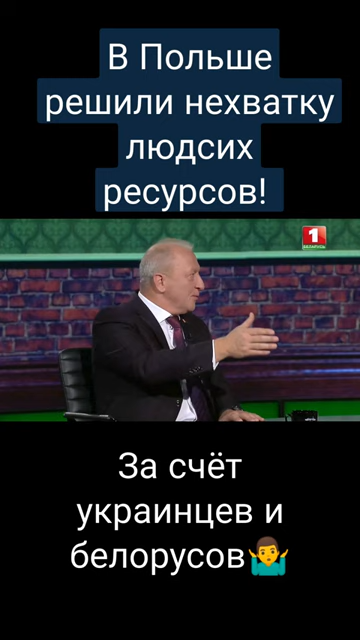 В Польше
решили нехватку
людсих
ресурсов!
1
БЕЛАРУСЬ
За счёт
украинцев и
белорусов🤷‍♂️